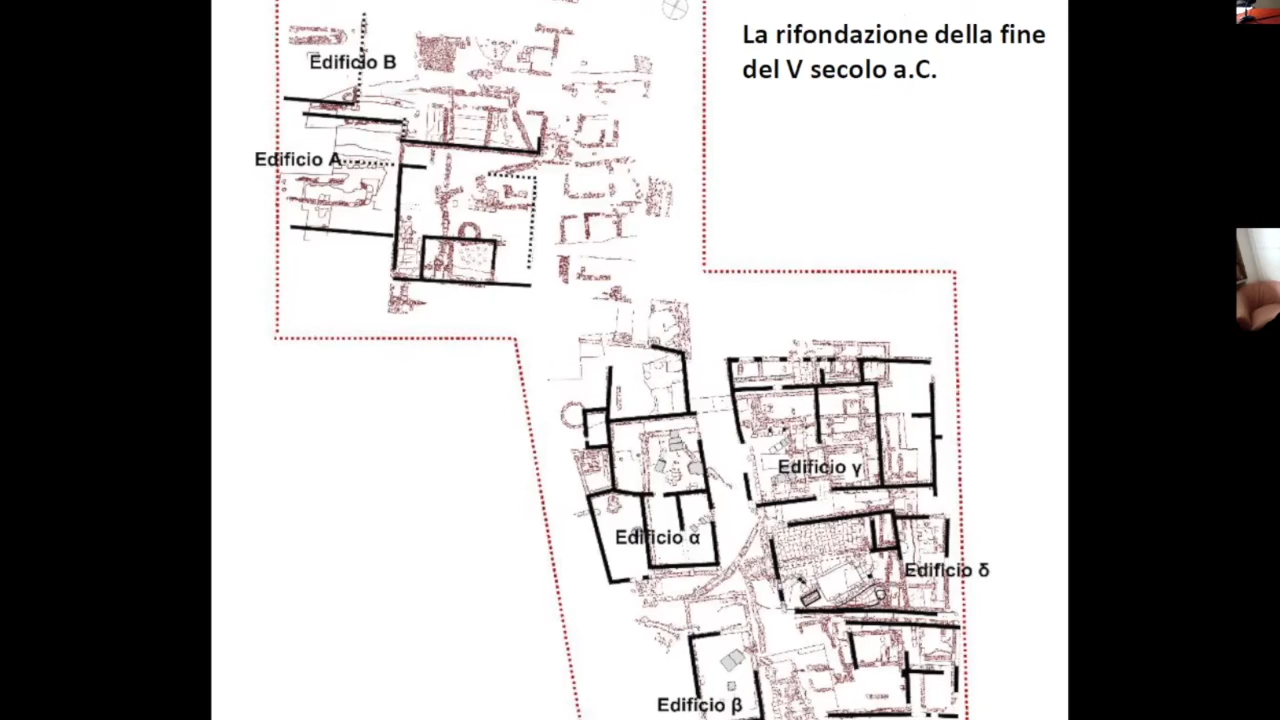 La rifondazione della fine
del V secolo a.C.
Edificio B
Edificio A
Edificio γ
Edificio α
Edificio δ
Edificio β